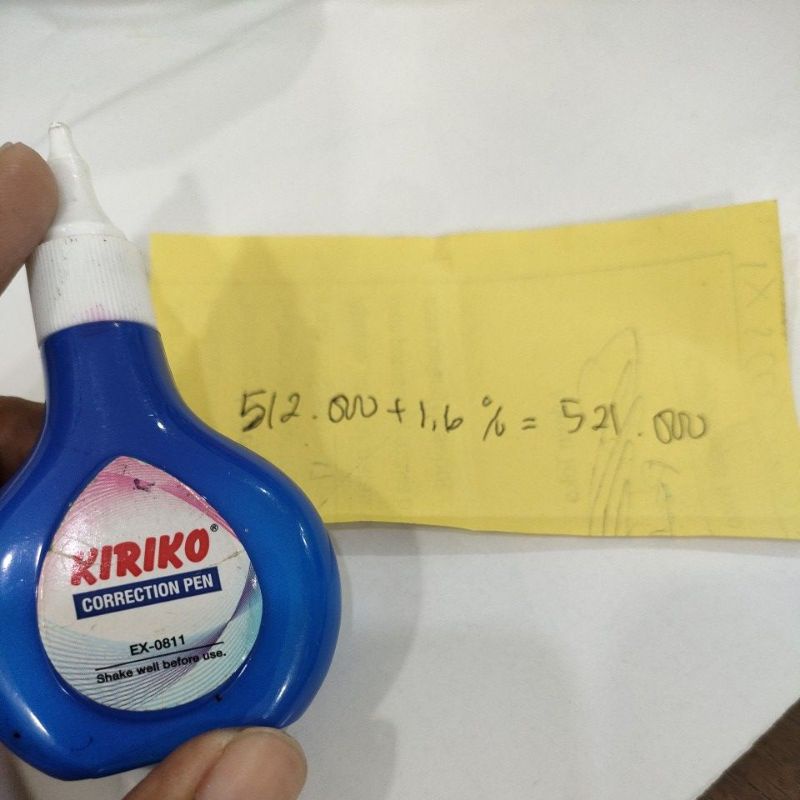 512.000 + 1,6 % = 521.000
KIRIKO®
CORRECTION PEN
EX-0811
Shake well before use.